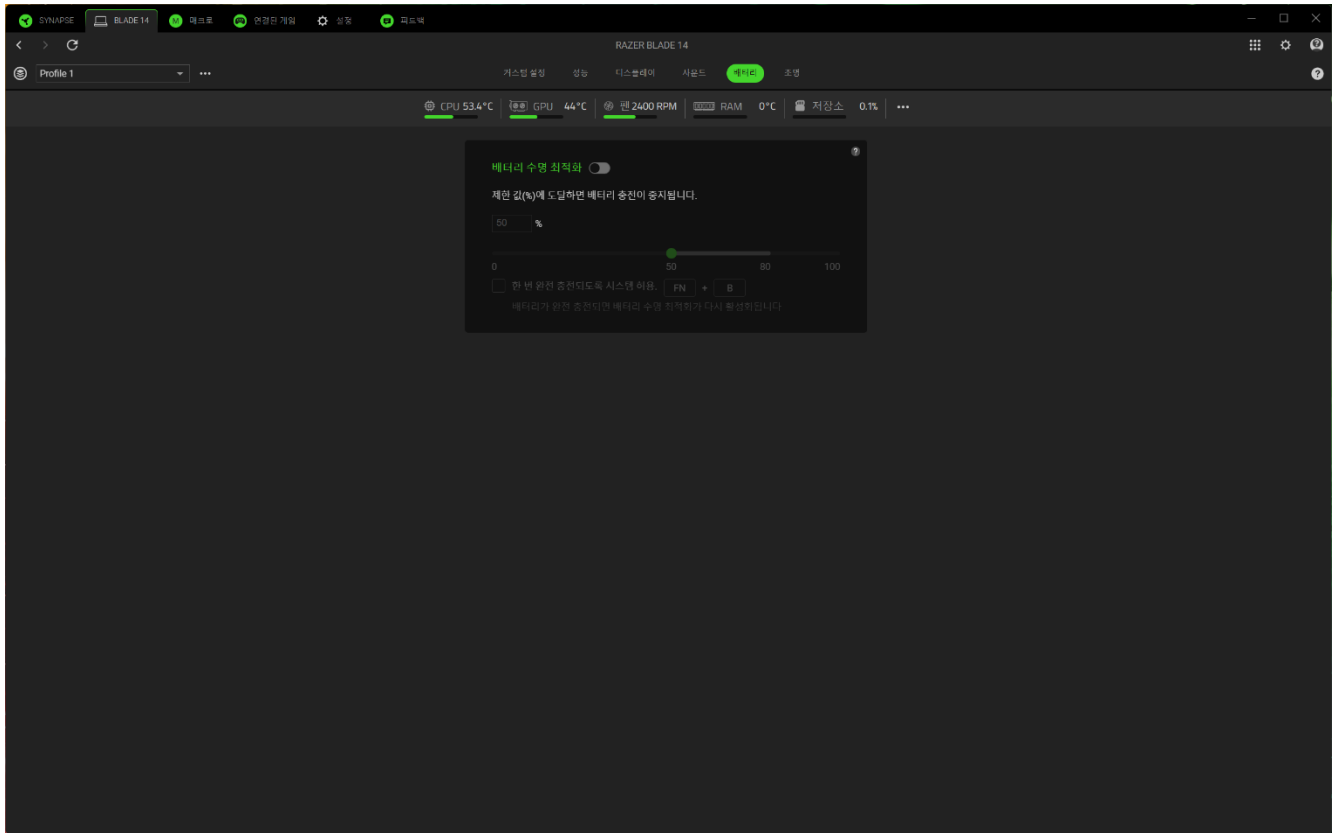 SYNAPSE BLADE 14 M 매크로 연결된 게임 설정 피드백
RAZER BLADE 14
Profile 1 커스텀 설정 성능 디스플레이 사운드 배터리 조명
CPU 53.4°C GPU 44°C 팬 2400 RPM RAM 0°C 저장소 0.1%
배터리 수명 최적화
제한 값(%)에 도달하면 배터리 충전이 중지됩니다.
50 %
0 50 80 100
한 번 완전 충전되도록 시스템 허용. FN + B
배터리가 완전 충전되면 배터리 수명 최적화가 다시 활성화됩니다